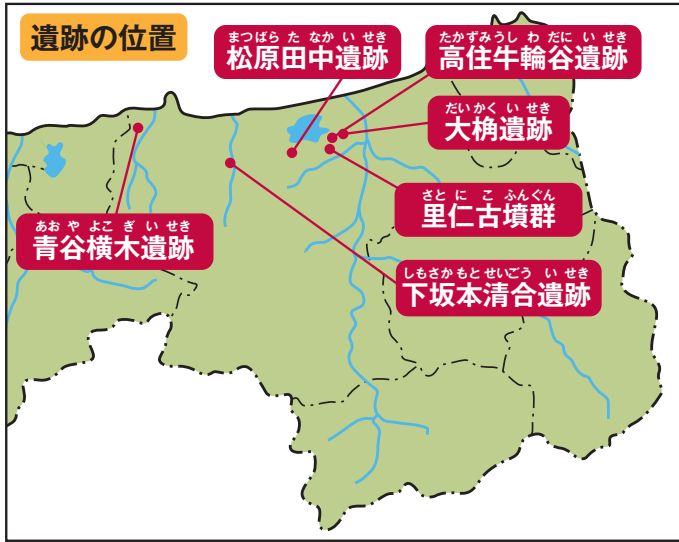 遺跡の位置
まつばら た なか い せき
松原田中遺跡
たかずみうし わ だに い せき
高住牛輪谷遺跡
だいかく い せき
大桷遺跡
さと に こ ふんぐん
里仁古墳群
あお や よこ ぎ い せき
青谷横木遺跡
しもさかもとせいごう い せき
下坂本清合遺跡